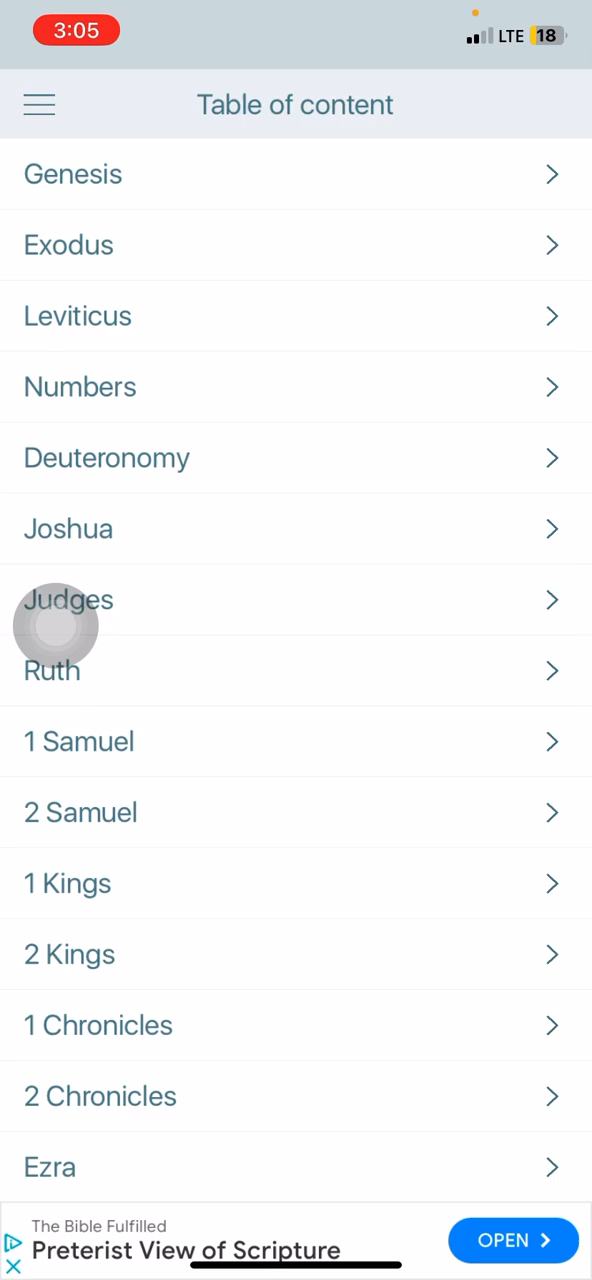 3:05
LTE 18
Table of content
Genesis
Exodus
Leviticus
Numbers
Deuteronomy
Joshua
Judges
Ruth
1 Samuel
2 Samuel
1 Kings
2 Kings
1 Chronicles
2 Chronicles
Ezra
The Bible Fulfilled
Preterist View of Scripture
OPEN